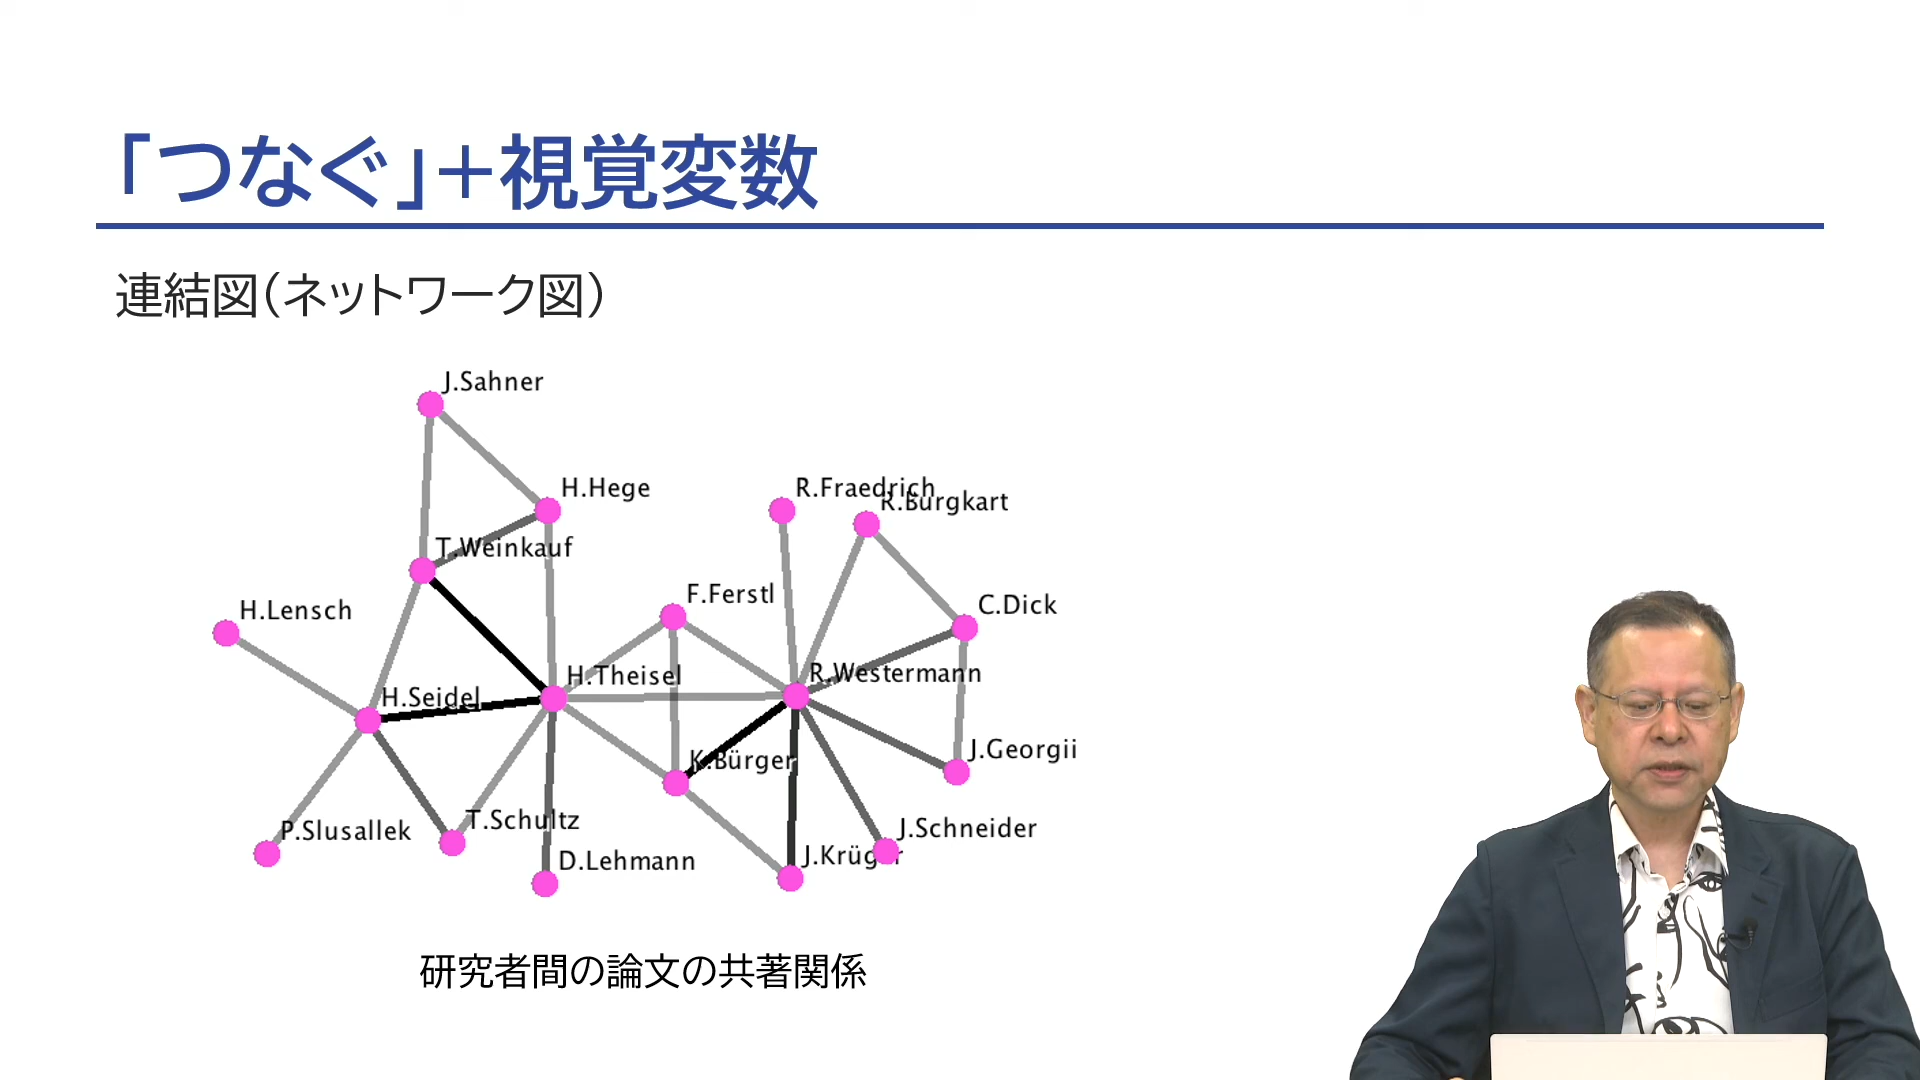 「つなぐ」+視覚変数
連結図(ネットワーク図)
J.Sahner
H.Hege
R.Fraedrich
R.Burgkart
T.Weinkauf
F.Ferstl
C.Dick
H.Lensch
H.Theisel
R.Westermann
H.Seidel
K.Bürger
J.Georgii
P.Slusallek
T.Schultz
J.Schneider
D.Lehmann
J.Krüger
研究者間の論文の共著関係